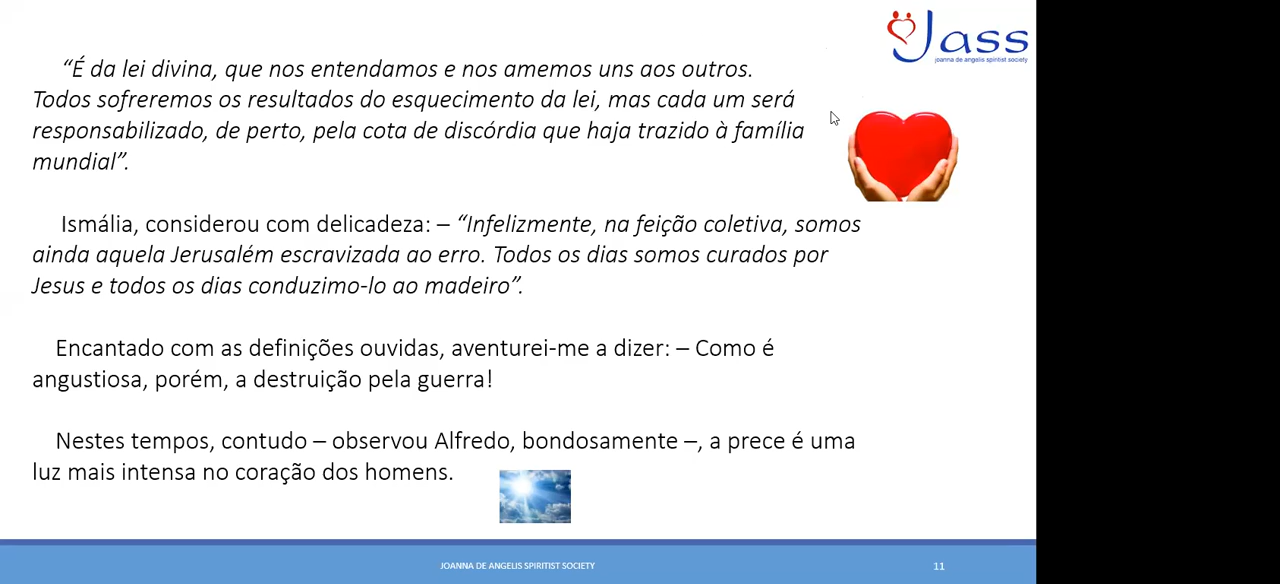 Jass
joanna de angelis spiritist society
“É da lei divina, que nos entendamos e nos amemos uns aos outros.
Todos sofreremos os resultados do esquecimento da lei, mas cada um será
responsabilizado, de perto, pela cota de discórdia que haja trazido à família
mundial”.
Ismália, considerou com delicadeza: – “Infelizmente, na feição coletiva, somos
ainda aquela Jerusalém escravizada ao erro. Todos os dias somos curados por
Jesus e todos os dias conduzimo-lo ao madeiro”.
Encantado com as definições ouvidas, aventurei-me a dizer: – Como é
angustiosa, porém, a destruição pela guerra!
Nestes tempos, contudo – observou Alfredo, bondosamente –, a prece é uma
luz mais intensa no coração dos homens.
JOANNA DE ANGELIS SPIRITIST SOCIETY
11